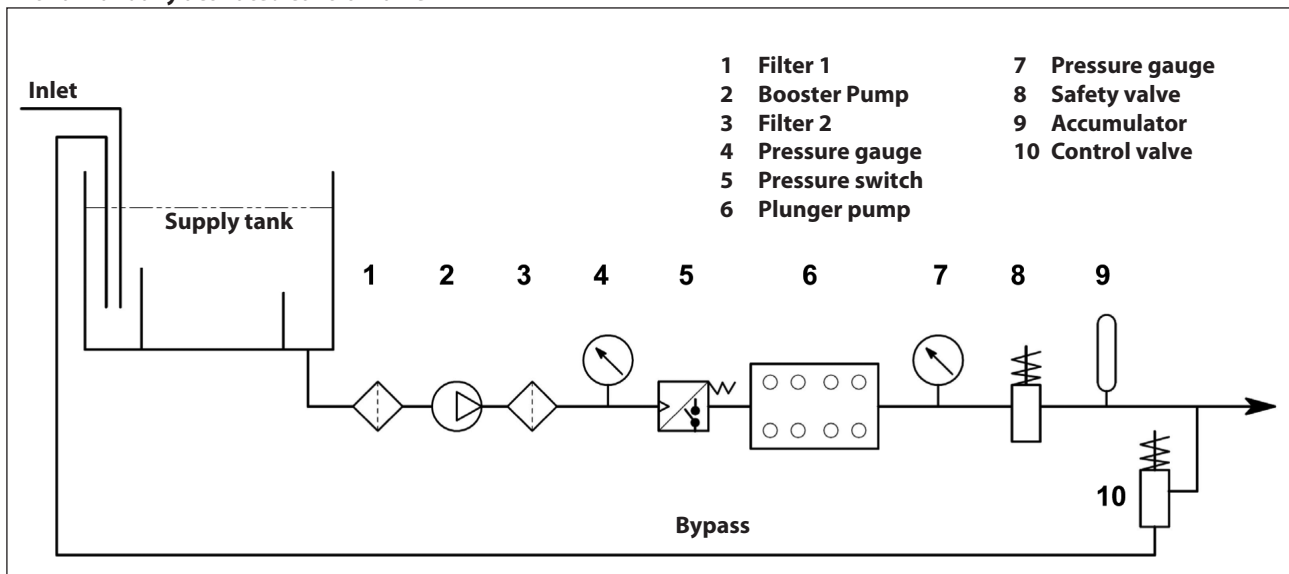 1 Filter 1
2 Booster Pump
3 Filter 2
4 Pressure gauge
5 Pressure switch
6 Plunger pump
7 Pressure gauge
8 Safety valve
9 Accumulator
10 Control valve
Inlet
Supply tank
1 2 3 4 5 6 7 8 9
10
Bypass